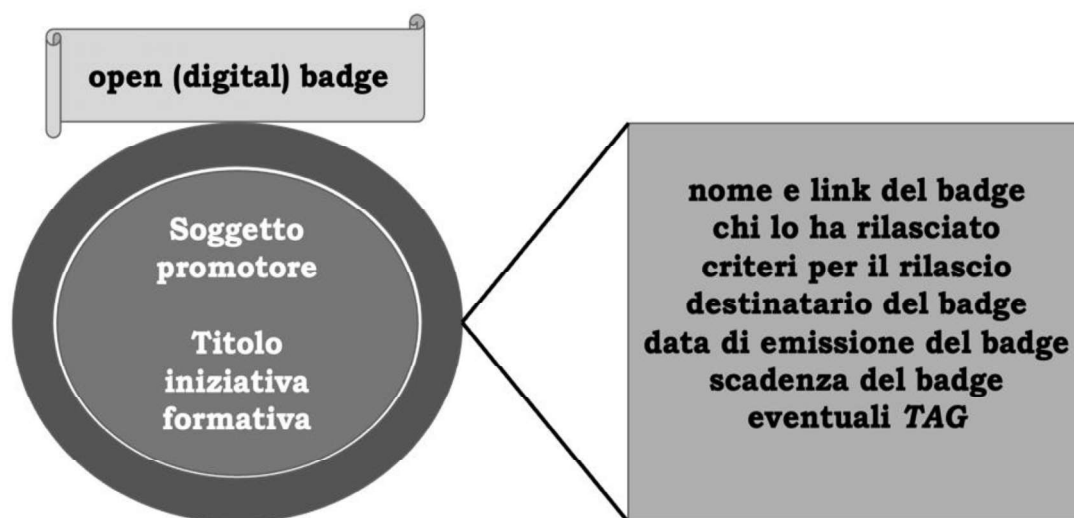 open (digital) badge
Soggetto
promotore
Titolo
iniziativa
formativa
nome e link del badge
chi lo ha rilasciato
criteri per il rilascio
destinatario del badge
data di emissione del badge
scadenza del badge
eventuali TAG